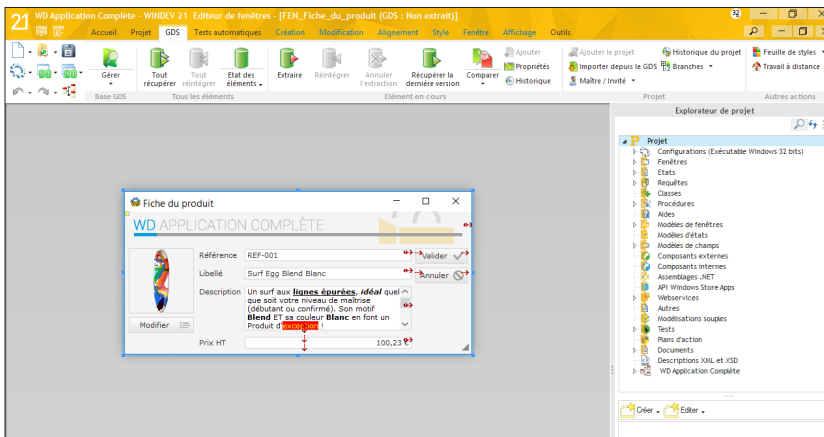 21 WD Application Complète - WINDEV 21 Editeur de fenêtres - [FEN_Fiche_du_produit (GDS : Non extrait)]
32
Accueil Projet GDS Tests automatiques Création Modification Alignement Style Fenêtre Affichage Outils
Gérer
Tout récupérer
Tout réintégrer
Etat des éléments
Extraire
Réintégrer
Annuler l'extraction
Récupérer la dernière version
Comparer
Ajouter
Propriétés
Historique
Ajouter le projet
Importer depuis le GDS
Maître / Invité
Historique du projet
Branches
Feuille de styles
Travail à distance
Base GDS
Tous les éléments
Elément en cours
Projet
Autres actions
Explorateur de projet
Projet
Configurations (Exécutable Windows 32 bits)
Fenêtres
Etats
Requêtes
Classes
Procédures
Aides
Modèles de fenêtres
Modèles d'états
Modèles de champs
Composants externes
Composants internes
Assemblages .NET
API Windows Store Apps
Webservices
Autres
Modélisations souples
Tests
Plans d'action
Documents
Descriptions XML et XSD
WD Application Complète
Créer
Editer
Fiche du produit
WD APPLICATION COMPLÈTE
Référence REF-001
Valider
Libellé Surf Egg Blend Blanc
Annuler
Description Un surf aux lignes épurées, idéal quel
que soit votre niveau de maîtrise
(débutant ou confirmé). Son motif
Blend ET sa couleur Blanc en font un
Produit d'exception !
Modifier
Prix HT 100,23 €